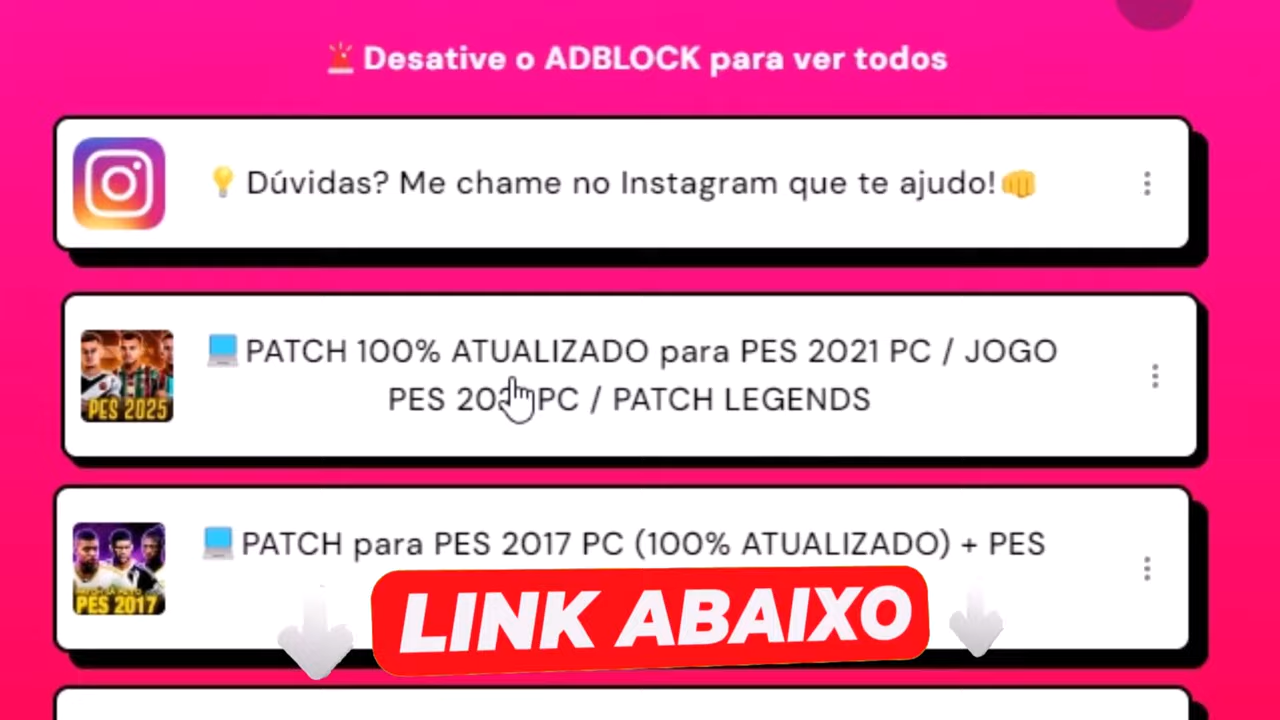 🚨 Desative o ADBLOCK para ver todos
💡 Dúvidas? Me chame no Instagram que te ajudo!👊
💻PATCH 100% ATUALIZADO para PES 2021 PC / JOGO
PES PC / PATCH LEGENDS
PES 2025
💻PATCH para PES 2017 PC (100% ATUALIZADO) + PES
PES 2017
LINK ABAIXO